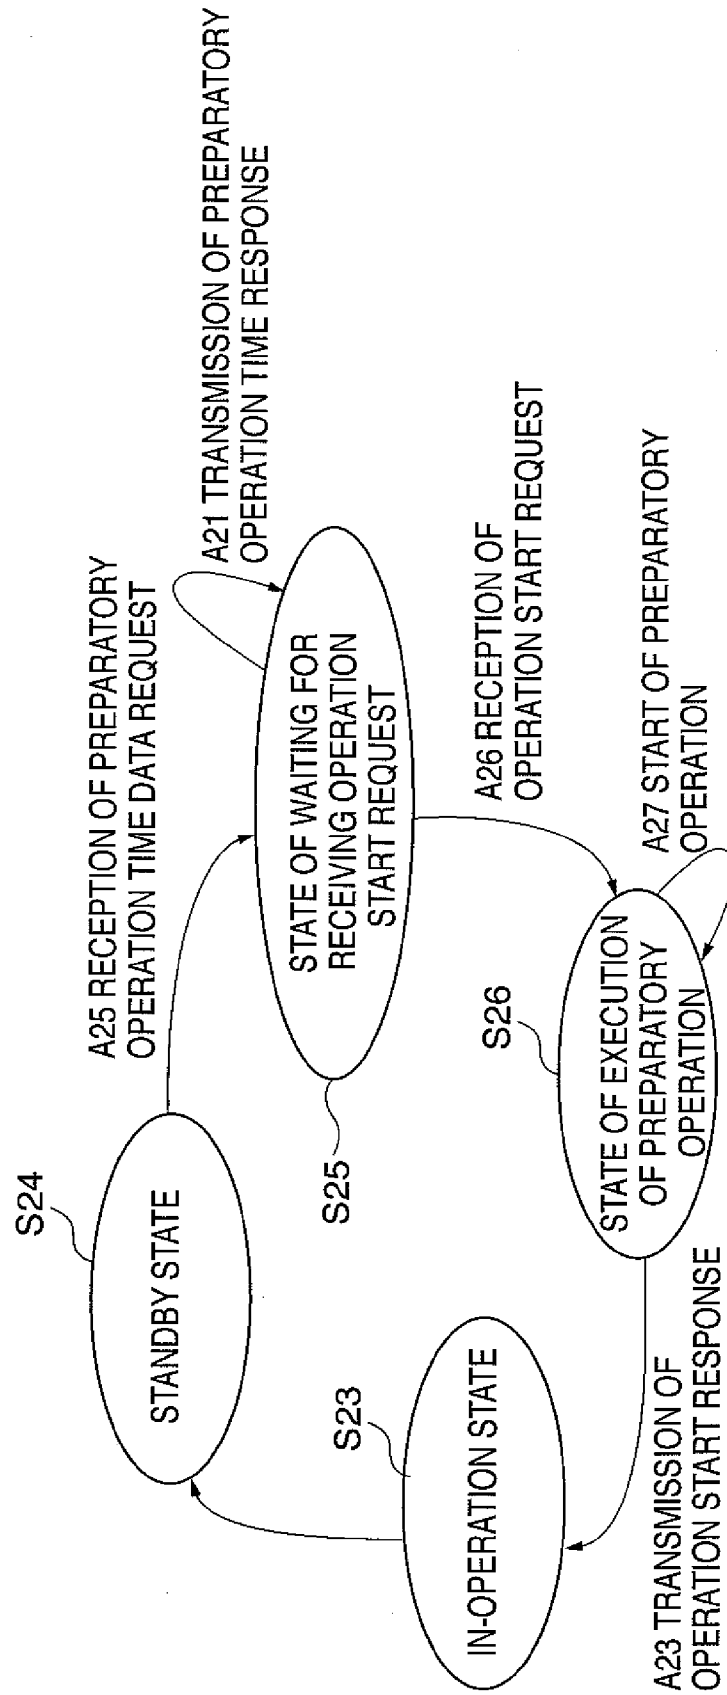 S24
STANDBY STATE
A25 RECEPTION OF PREPARATORY
OPERATION TIME DATA REQUEST
A21 TRANSMISSION OF PREPARATORY
OPERATION TIME RESPONSE
S25
STATE OF WAITING FOR
RECEIVING OPERATION
START REQUEST
A26 RECEPTION OF
OPERATION START REQUEST
S26
STATE OF EXECUTION
OF PREPARATORY
OPERATION
A27 START OF PREPARATORY
OPERATION
A23 TRANSMISSION OF
OPERATION START RESPONSE
S23
IN-OPERATION STATE